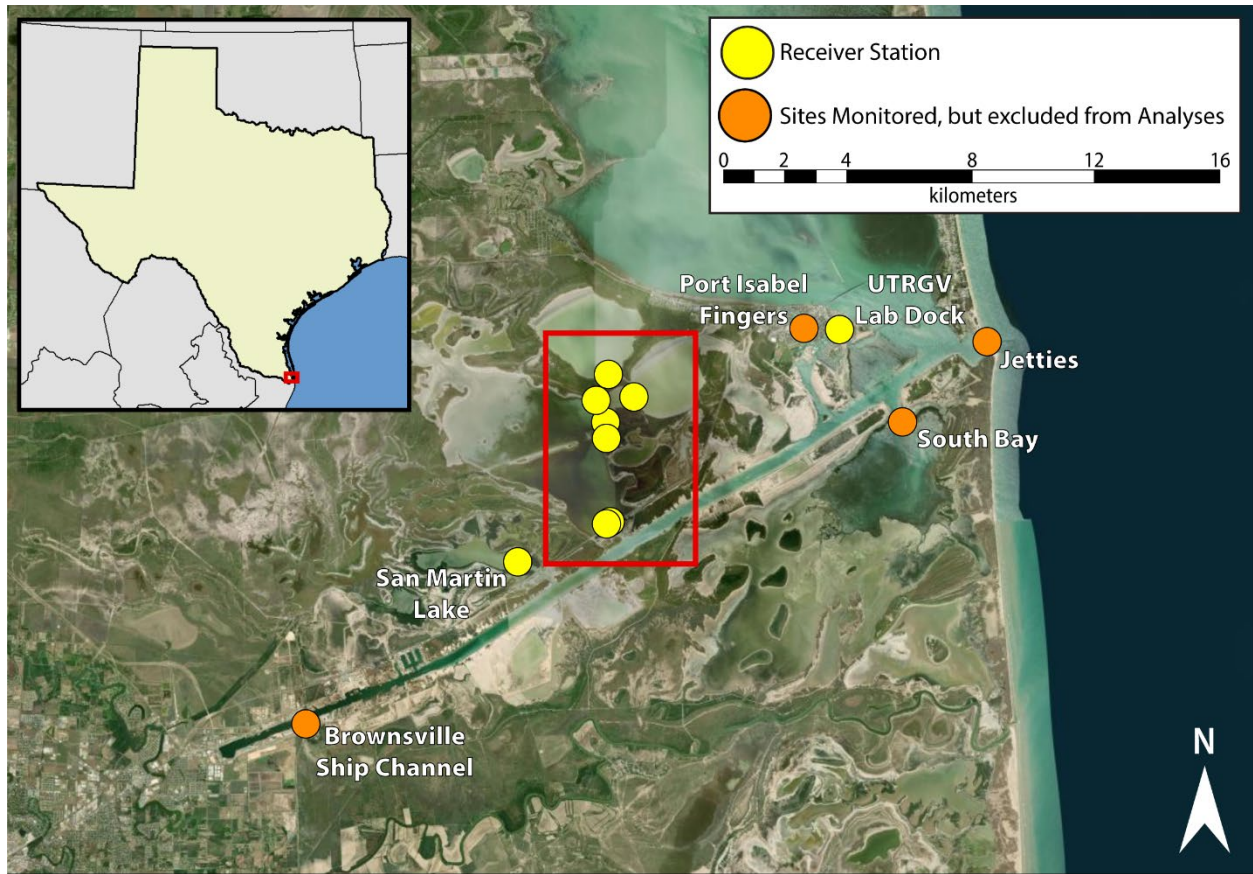 Receiver Station
Sites Monitored, but excluded from Analyses
0 2 4 8 12 16
kilometers
Port Isabel
Fingers
UTRGV
Lab Dock
Jetties
South Bay
San Martin
Lake
Brownsville
Ship Channel
N